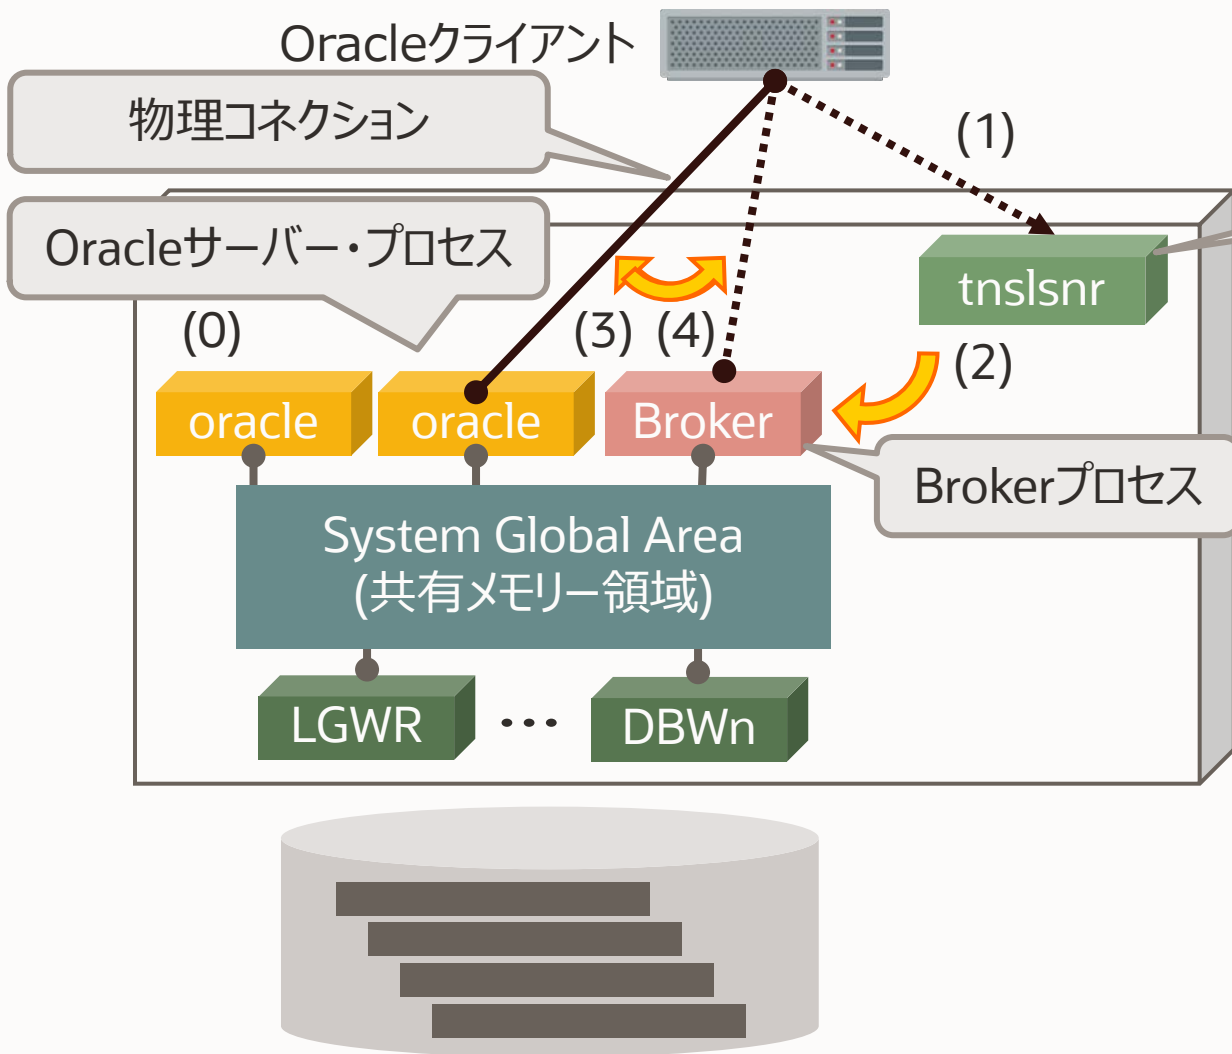 Oracleクライアント
物理コネクション
(1)
Oracleサーバー・プロセス
tnslsnr
(0)
(3)
(4)
(2)
oracle
oracle
Broker
Brokerプロセス
System Global Area
(共有メモリー領域)
LGWR
…
DBWn